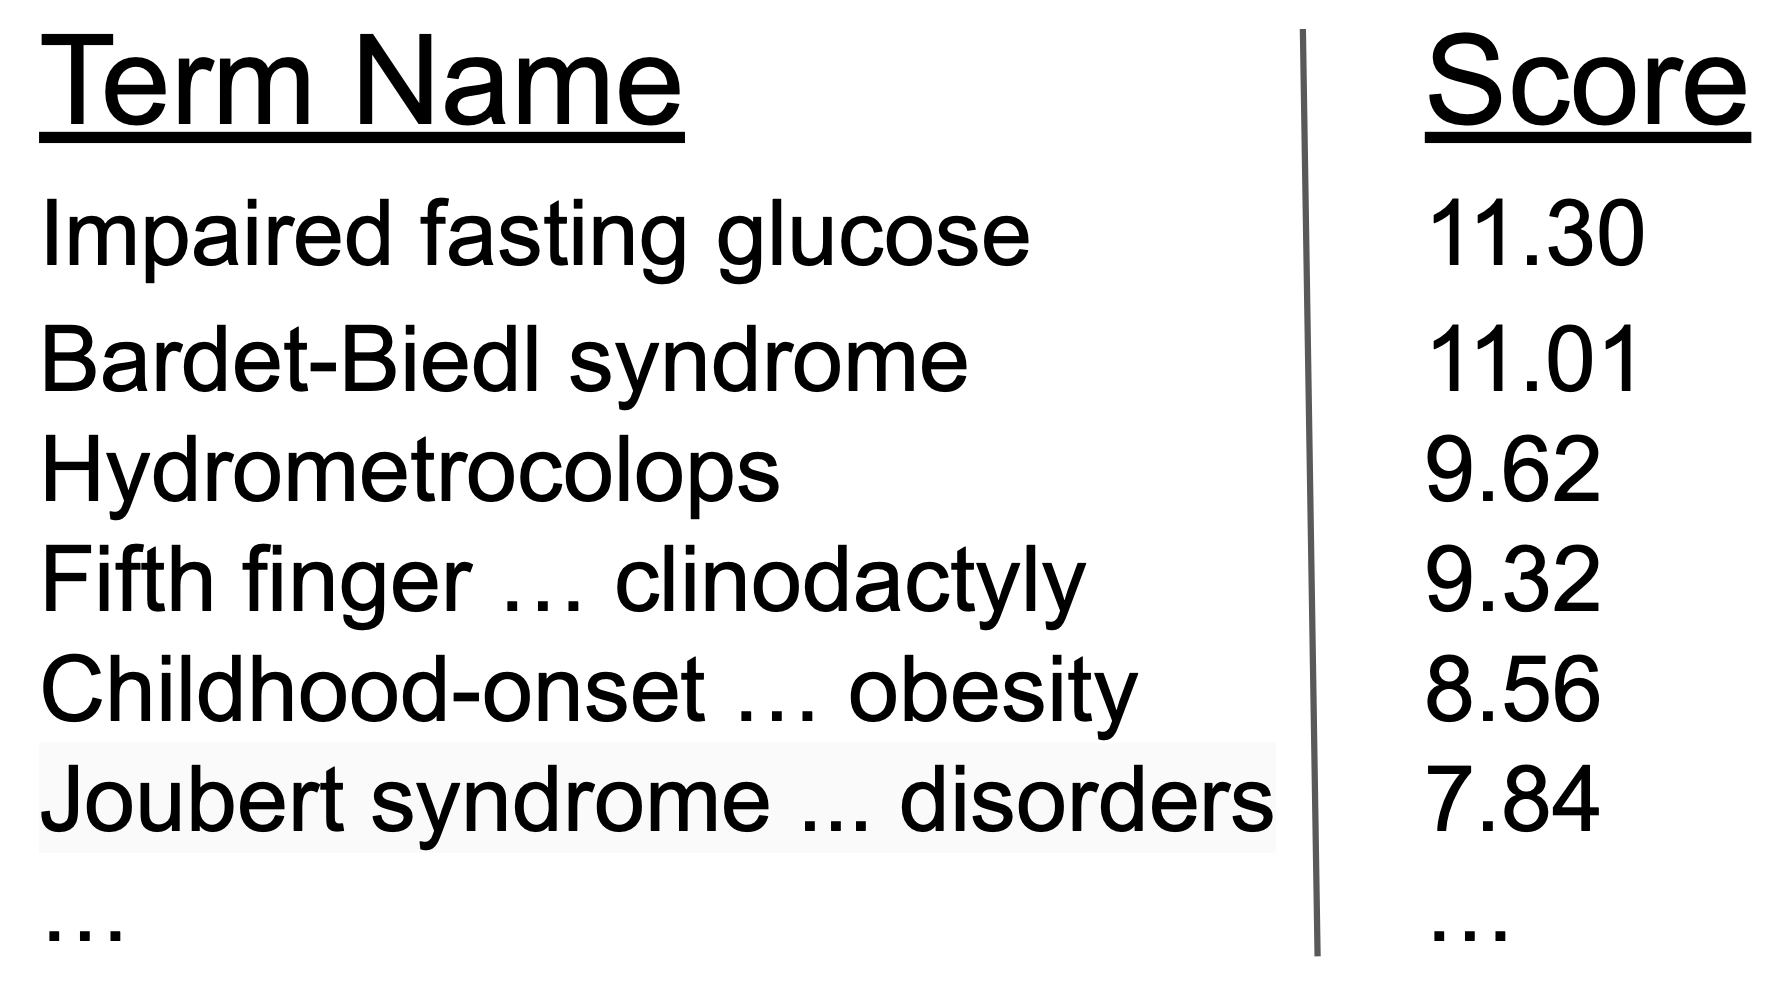 Term Name Score
Impaired fasting glucose 11.30
Bardet-Biedl syndrome 11.01
Hydrometrocolops 9.62
Fifth finger … clinodactyly 9.32
Childhood-onset … obesity 8.56
Joubert syndrome ... disorders 7.84
… …